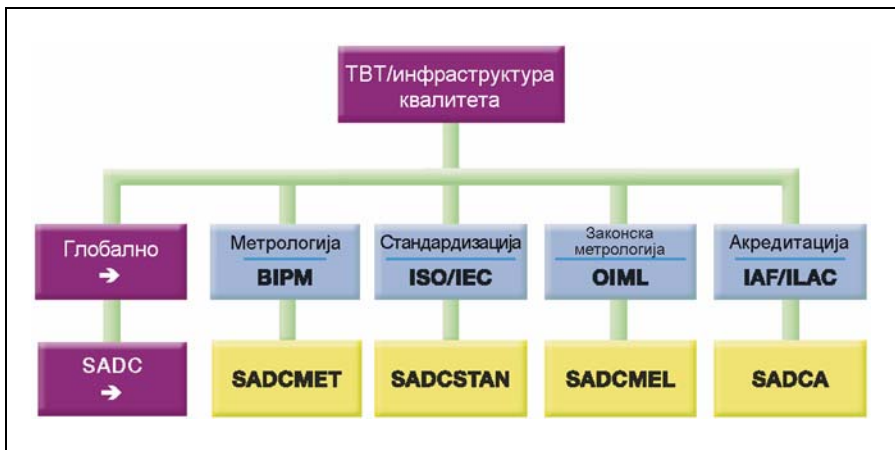 ТВТ/инфраструктура
квалитета
Глобално
➔
Метрологија
BIPM
Стандардизација
ISO/IEC
Законска
метрологија
OIML
Акредитација
IAF/ILAC
SADC
➔
SADCMET
SADCSTAN
SADCMEL
SADCA